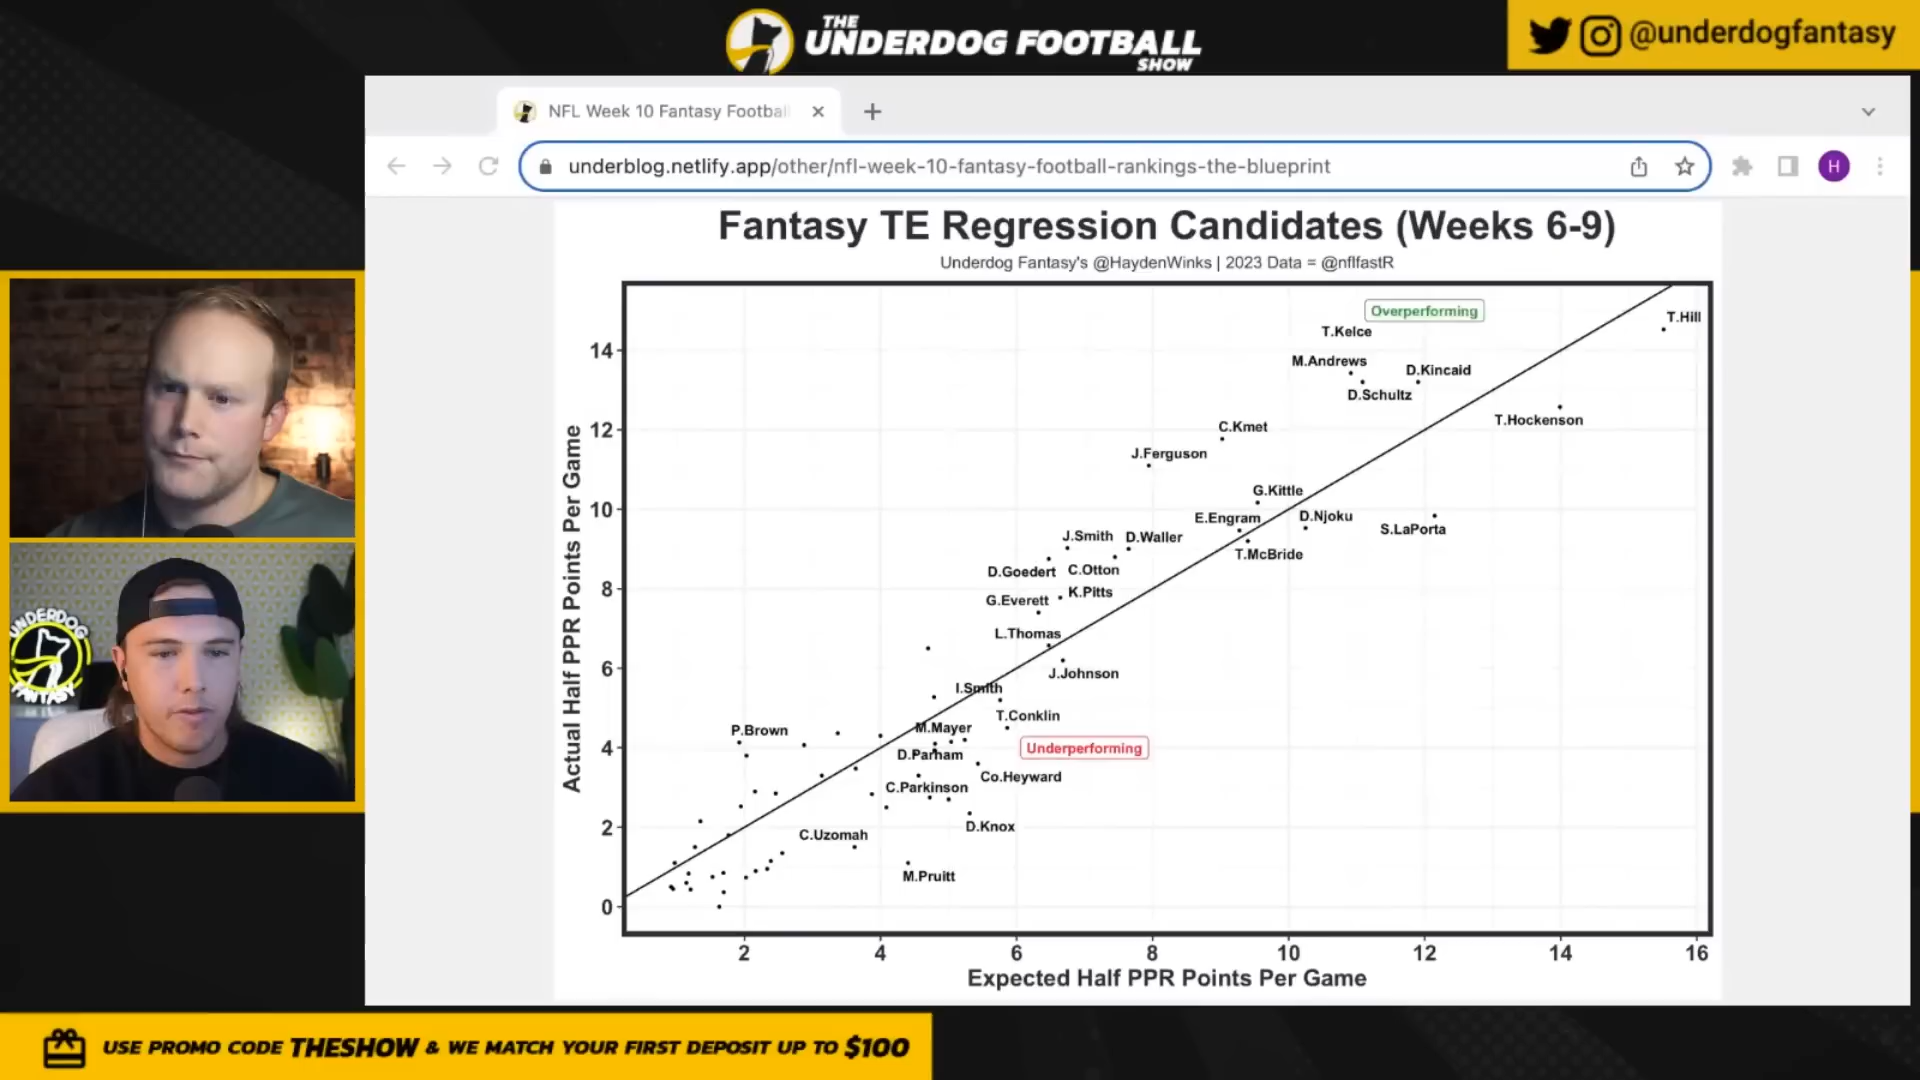 THE
UNDERDOG FOOTBALL
SHOW
@underdogfantasy
NFL Week 10 Fantasy Footbal
underblog.netlify.app/other/nfl-week-10-fantasy-football-rankings-the-blueprint
H
Fantasy TE Regression Candidates (Weeks 6-9)
Underdog Fantasy's @HaydenWinks | 2023 Data = @nflfastR
Overperforming
T.Hill
T.Kelce
M.Andrews
D.Kincaid
D.Schultz
T.Hockenson
C.Kmet
J.Ferguson
G.Kittle
E.Engram
D.Njoku
S.LaPorta
J.Smith
D.Waller
T.McBride
D.Goedert
C.Otton
K.Pitts
G.Everett
L.Thomas
J.Johnson
I.Smith
T.Conklin
P.Brown
M.Mayer
D.Parham
Underperforming
Co.Heyward
C.Parkinson
D.Knox
C.Uzomah
M.Pruitt
14
12
10
8
6
4
2
0
Actual Half PPR Points Per Game
2
4
6
8
10
12
14
16
Expected Half PPR Points Per Game
UNDERDOG
FANTASY
USE PROMO CODE THESHOW & WE MATCH YOUR FIRST DEPOSIT UP TO $100